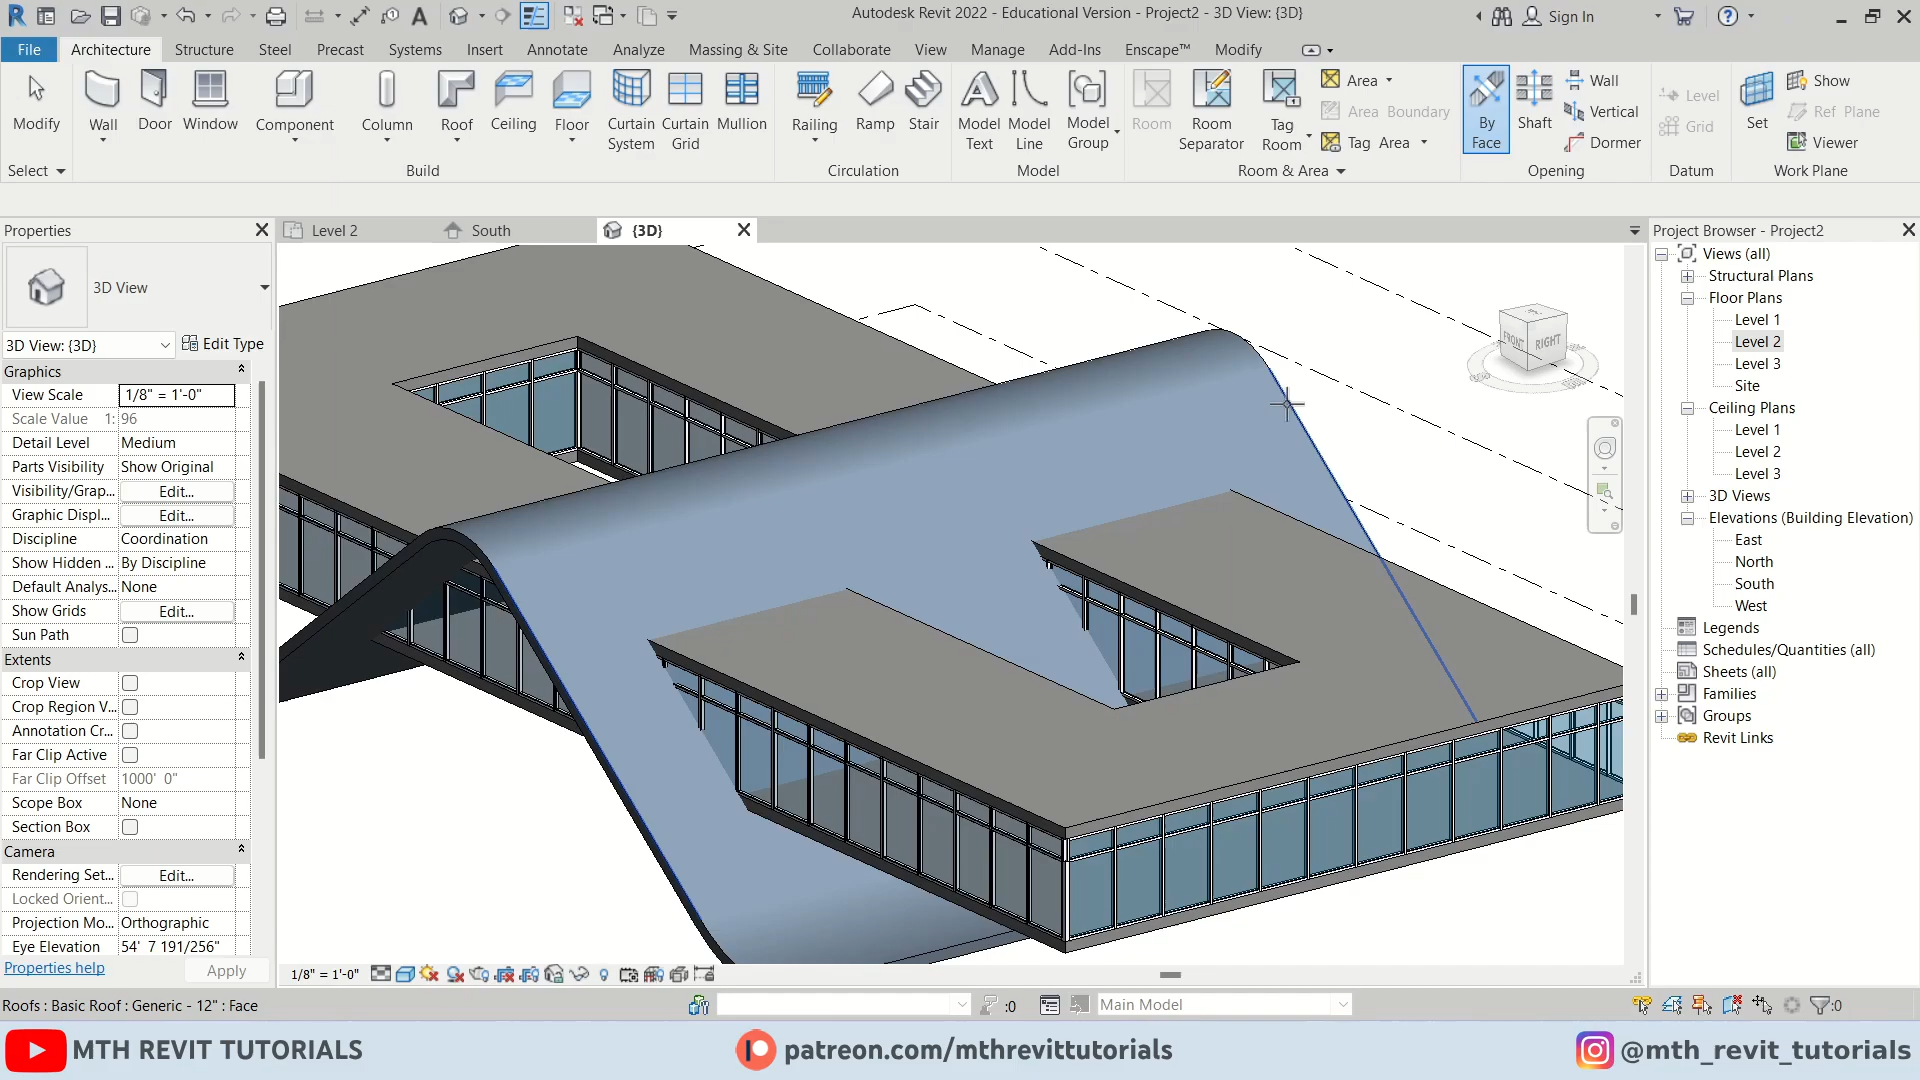 Autodesk Revit 2022 - Educational Version - Project2 - 3D View: {3D}
Sign In
File Architecture Structure Steel Precast Systems Insert Annotate Analyze Massing & Site Collaborate View Manage Add-Ins Enscape™ Modify
Modify
Wall Door Window Component Column Roof Ceiling Floor Curtain System Curtain Grid Mullion
Railing Ramp Stair
Model Text Model Line Model Group
Room Room Separator Tag Room
Area
Area Boundary
Tag Area
By Face Shaft
Wall
Vertical
Dormer
Level
Grid
Set
Show
Ref Plane
Viewer
Select Build Circulation Model Room & Area Opening Datum Work Plane
Properties
3D View
3D View: {3D} Edit Type
Graphics
View Scale 1/8" = 1'-0"
Scale Value 1: 96
Detail Level Medium
Parts Visibility Show Original
Visibility/Grap... Edit...
Graphic Displ... Edit...
Discipline Coordination
Show Hidden ... By Discipline
Default Analys... None
Show Grids Edit...
Sun Path
Extents
Crop View
Crop Region V...
Annotation Cr...
Far Clip Active
Far Clip Offset 1000' 0"
Scope Box None
Section Box
Camera
Rendering Set... Edit...
Locked Orient...
Projection Mo... Orthographic
Eye Elevation 54' 7 191/256"
Properties help Apply
Level 2 South {3D}
FRONT RIGHT
1/8" = 1'-0"
Project Browser - Project2
Views (all)
Structural Plans
Floor Plans
Level 1
Level 2
Level 3
Site
Ceiling Plans
Level 1
Level 2
Level 3
3D Views
Elevations (Building Elevation)
East
North
South
West
Legends
Schedules/Quantities (all)
Sheets (all)
Families
Groups
Revit Links
Roofs : Basic Roof : Generic - 12" : Face
:0
Main Model
:0
MTH REVIT TUTORIALS
patreon.com/mthrevittutorials
@mth_revit_tutorials